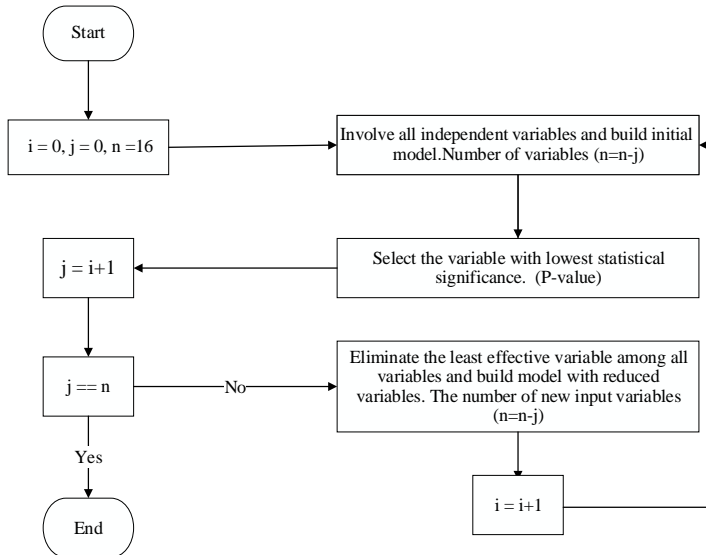 Start
i = 0, j = 0, n =16
Involve all independent variables and build initial
model.Number of variables (n=n-j)
Select the variable with lowest statistical
significance. (P-value)
j = i+1
j == n
No
Eliminate the least effective variable among all
variables and build model with reduced
variables. The number of new input variables
(n=n-j)
Yes
i = i+1
End